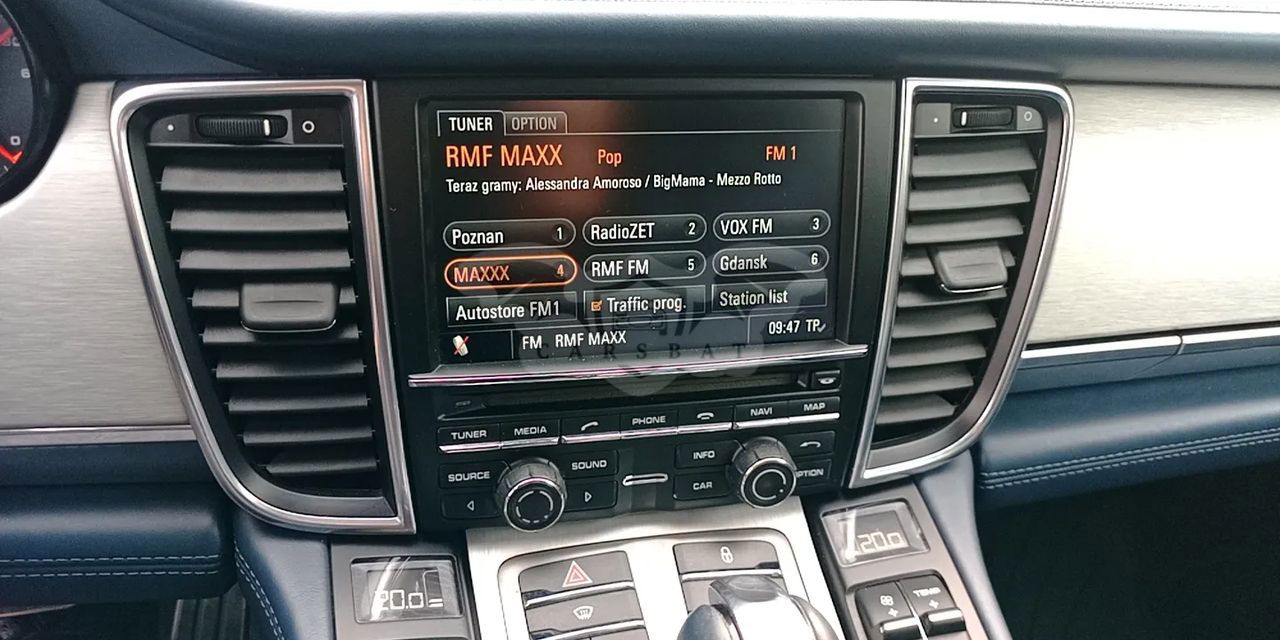 TUNER OPTION
RMF MAXX Pop FM 1
Teraz gramy: Alessandra Amoroso / BigMama - Mezzo Rotto
Poznan 1 RadioZET 2 VOX FM 3
MAXXX 4 RMF FM 5 Gdansk 6
Autostore FM1 Traffic prog. Station list
FM RMF MAXX 09:47 TP
CARSBAT
TUNER MEDIA PHONE NAVI MAP
SOURCE SOUND INFO
CAR OPTION
20.0 20.0
TEMP